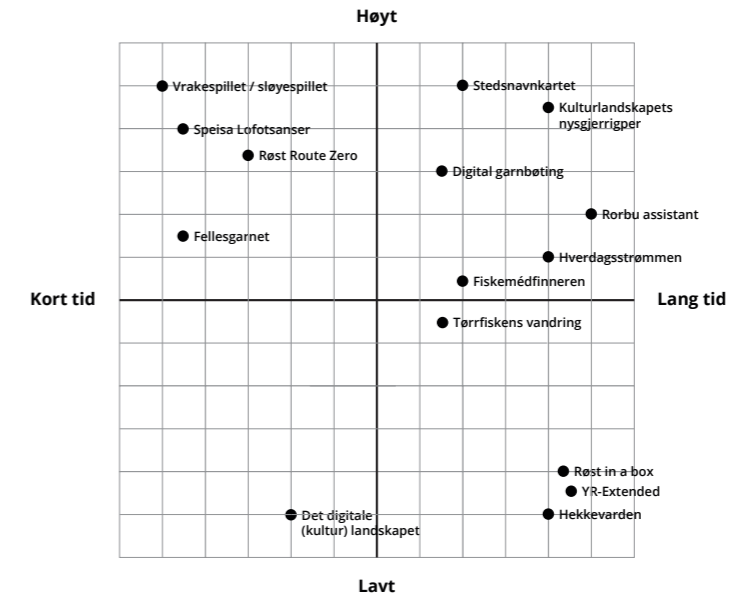 Høyt
Vrakespillet / sløyespillet
Stedsnavnkartet
Kulturlandskapets
nysgjerrigper
Speisa Lofotsanser
Røst Route Zero
Digital garnbøting
Rorbu assistant
Fellesgarnet
Hverdagsstrømmen
Fiskemédfinneren
Kort tid
Lang tid
Tørrfiskens vandring
Røst in a box
YR-Extended
Det digitale
(kultur) landskapet
Hekkevarden
Lavt